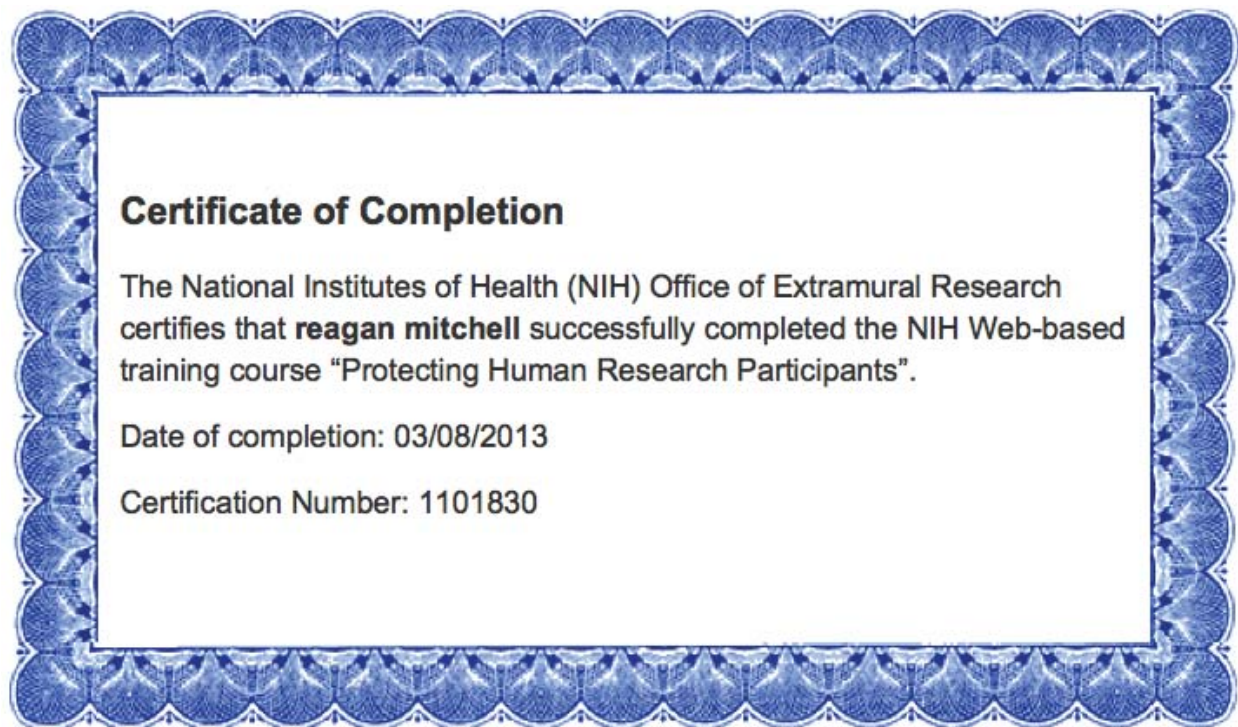 Certificate of Completion
The National Institutes of Health (NIH) Office of Extramural Research
certifies that reagan mitchell successfully completed the NIH Web-based
training course “Protecting Human Research Participants”.
Date of completion: 03/08/2013
Certification Number: 1101830